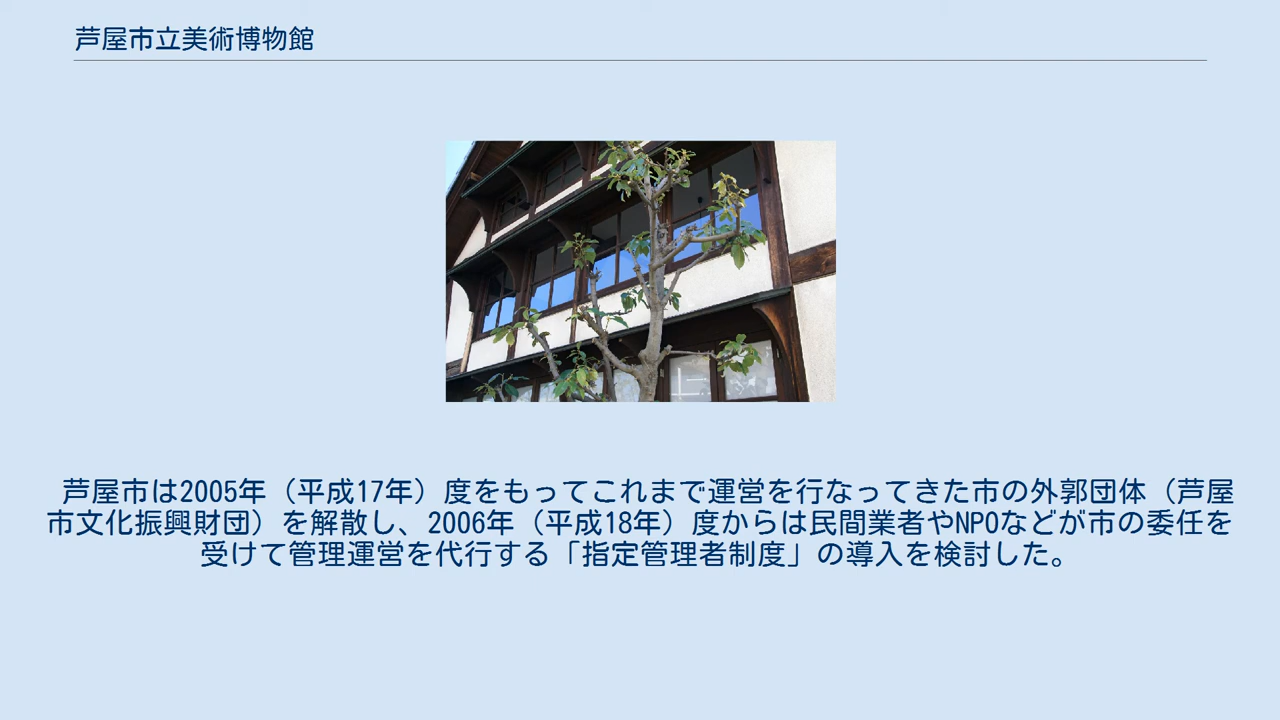 芦屋市立美術博物館
芦屋市は2005年（平成17年）度をもってこれまで運営を行なってきた市の外郭団体（芦屋
市文化振興財団）を解散し、2006年（平成18年）度からは民間業者やNPOなどが市の委任を
受けて管理運営を代行する「指定管理者制度」の導入を検討した。